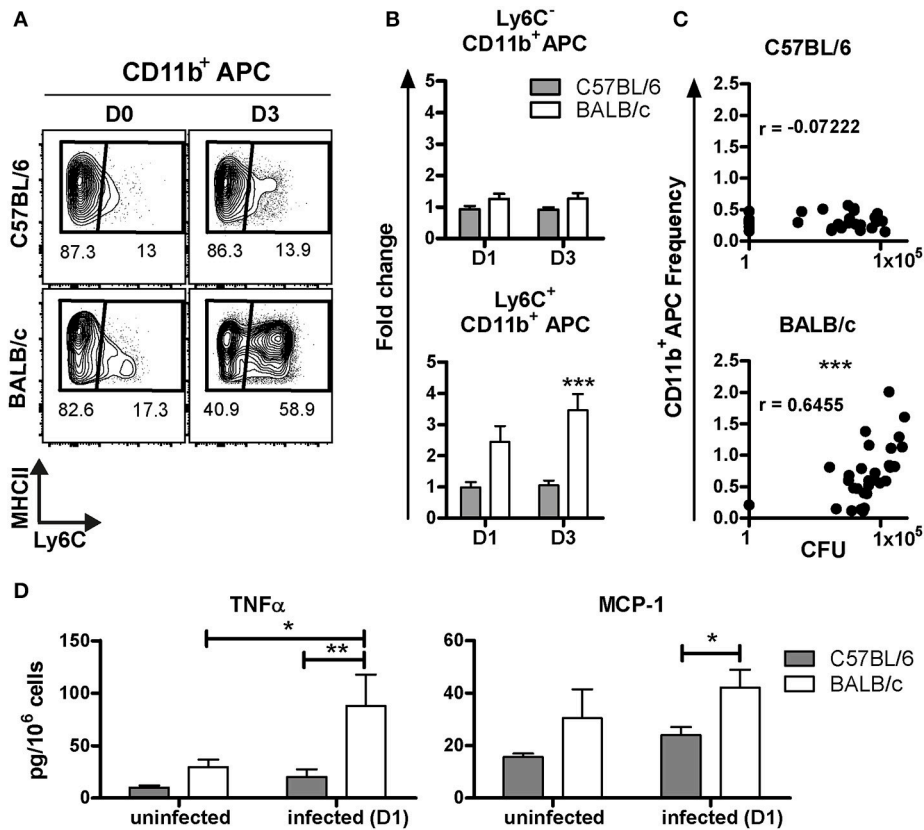 A
CD11b⁺ APC
D0 D3
C57BL/6
87.3 13
86.3 13.9
BALB/c
82.6 17.3
40.9 58.9
MHCII
Ly6C
B
Ly6C⁻
CD11b⁺ APC
Fold change
5
4
3
2
1
0
C57BL/6
BALB/c
D1 D3
Ly6C⁺
CD11b⁺ APC
5
4
3
2
1
0
***
D1 D3
C
C57BL/6
CD11b⁺ APC Frequency
2.5
2.0
1.5
1.0
0.5
0.0
r = -0.07222
1 1x10⁵
BALB/c
2.5
2.0
1.5
1.0
0.5
0.0
***
r = 0.6455
1 1x10⁵
CFU
D
TNFα
pg/10⁶ cells
150
100
50
0
*
**
uninfected infected (D1)
MCP-1
60
40
20
0
*
C57BL/6
BALB/c
uninfected infected (D1)